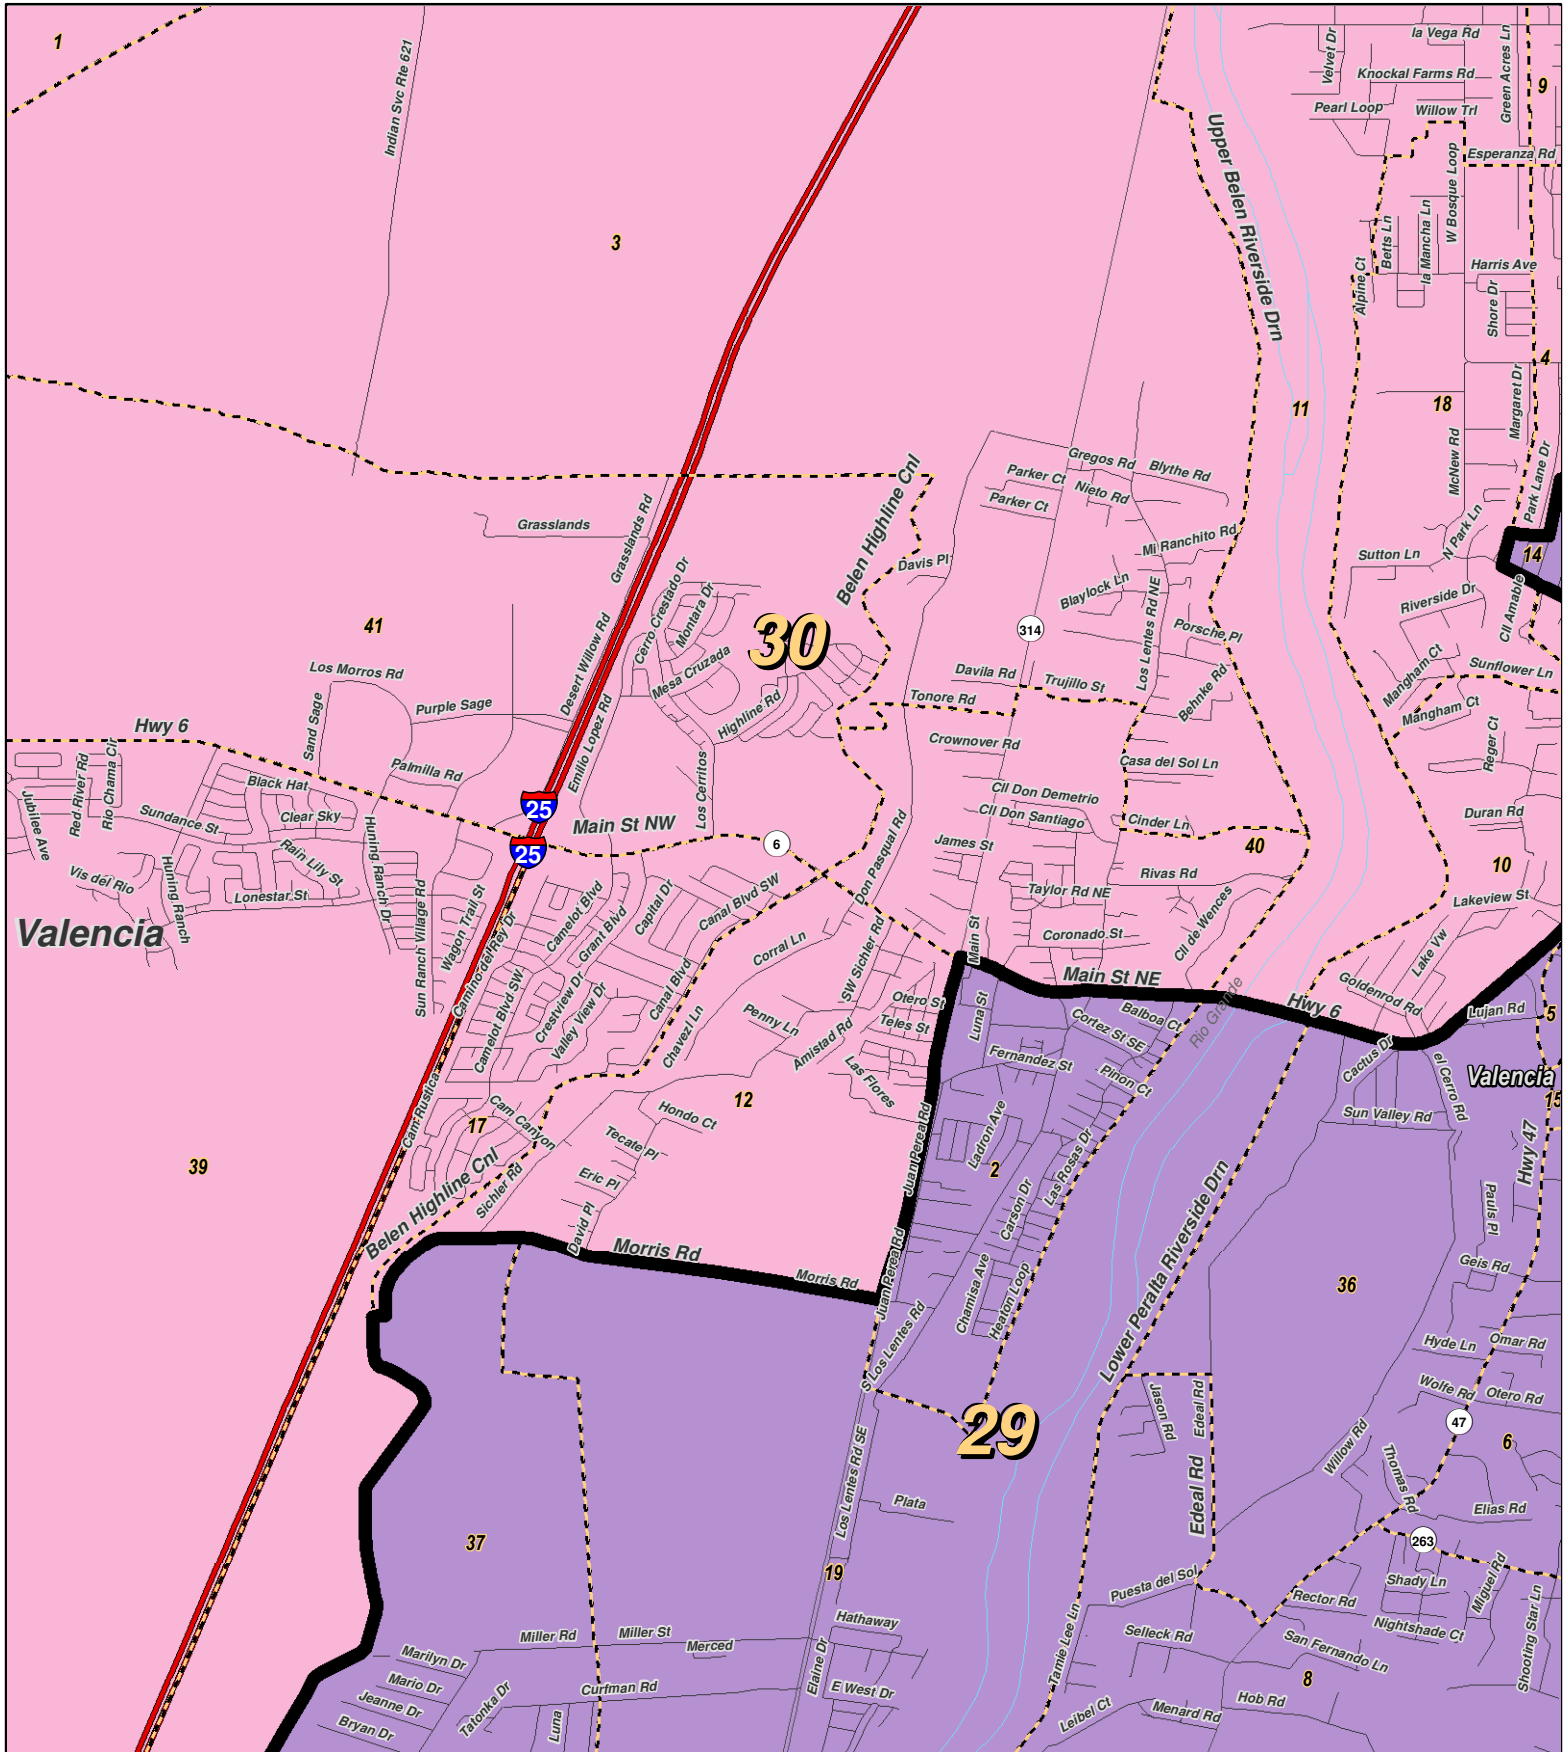 1
Indian Svc Rte 621
3
Velvet Dr
la Vega Rd
Knockal Farms Rd
Green Acres Ln
9
Pearl Loop
Willow Trl
Upper Belen Riverside Drn
W Bosque Loop
Esperanza Rd
Betts Ln
la Mancha Ln
Alpine Ct
Harris Ave
Shore Dr
4
11
18
Margaret Dr
McNew Rd
Park Lane Dr
Gregos Rd
Blythe Rd
Parker Ct
Nieto Rd
Parker Ct
Belen Highline Cnl
Grasslands Rd
Grasslands
Mi Ranchito Rd
N Park Ln
Sutton Ln
14
Davis Pl
Blaylock Ln
Los Lentes Rd NE
Riverside Dr
Cll Amable
Cerro Crestado Dr
Montara Dr
41
30
314
Porsche Pl
Desert Willow Rd
Los Morros Rd
Mesa Cruzada
Davila Rd
Trujillo St
Behnke Rd
Mangham Ct
Sunflower Ln
Sand Sage
Purple Sage
Emilio Lopez Rd
Highline Rd
Tonore Rd
Mangham Ct
Hwy 6
Reger Ct
Crownover Rd
Casa del Sol Ln
Red River Rd
Rio Chama Cir
Jubilee Ave
Black Hat
Palmilla Rd
Los Cerritos
Cll Don Demetrio
Cll Don Santiago
Cinder Ln
Duran Rd
Sundance St
Clear Sky
25
Main St NW
25
6
James St
40
Don Pasqual Rd
Huning Ranch Dr
Rain Lily St
Vis del Rio
Huning Ranch
Lonestar St
Taylor Rd NE
Rivas Rd
10
Lakeview St
Valencia
Sun Ranch Village Rd
Wagon Trail St
Camino del Rey Dr
Camelot Blvd
Grant Blvd
Capital Dr
Canal Blvd SW
Corral Ln
SW Sichler Rd
Main St
Coronado St
Cll de Wences
Lake Vw
Camelot Blvd SW
Crestview Dr
Valley View Dr
Canal Blvd
Chavez Ln
Penny Ln
Amistad Rd
Otero St
Teles St
Luna St
Main St NE
Rio Grande
Hwy 6
Goldenrod Rd
Lujan Rd
5
Balboa Ct
Cortez St SE
Fernandez St
Pinon Ct
Cactus Dr
el Cerro Rd
Valencia
15
Las Flores
Cam Rustica
17
Cam Canyon
12
Hondo Ct
Tecate Pl
Eric Pl
David Pl
Sichler Rd
Belen Highline Cnl
Juan Perea Rd
Ladron Ave
2
Las Rosas Dr
Carson Dr
Sun Valley Rd
Hwy 47
39
Pauls Pl
Morris Rd
Morris Rd
Juan Perea Rd
Juan Perea Rd
S Los Lentes Rd
Chamisa Ave
Heaton Loop
Lower Peralta Riverside Drn
36
Geis Rd
Hyde Ln
Omar Rd
Wolfe Rd
Otero Rd
Jason Rd
Edeal Rd
29
47
6
Willow Rd
Thomas Rd
Los Lentes Rd SE
Plata
Edeal Rd
Elias Rd
37
263
19
Puesta del Sol
Shady Ln
Miguel Rd
Rector Rd
Nightshade Ct
Shooting Star Ln
Hathaway
Miller Rd
Miller St
Merced
Selleck Rd
San Fernando Ln
Marilyn Dr
Mario Dr
Jeanne Dr
Bryan Dr
Tatonka Dr
Luna
Curfman Rd
Elaine Dr
E West Dr
Tamie Lee Ln
Leibel Ct
Menard Rd
Hob Rd
8